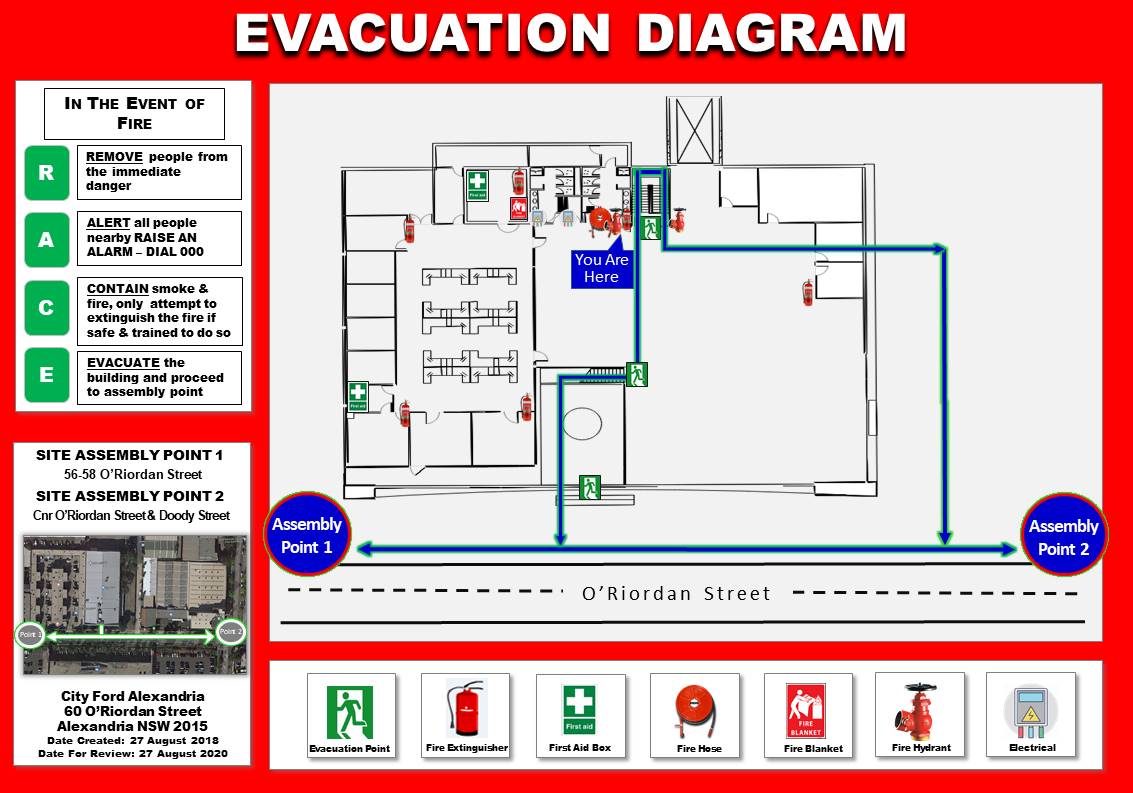 EVACUATION DIAGRAM
IN THE EVENT OF
FIRE
R
REMOVE people from
the immediate
danger
A
ALERT all people
nearby RAISE AN
ALARM – DIAL 000
C
CONTAIN smoke &
fire, only attempt to
extinguish the fire if
safe & trained to do so
E
EVACUATE the
building and proceed
to assembly point
SITE ASSEMBLY POINT 1
56-58 O'Riordan Street
SITE ASSEMBLY POINT 2
Cnr O'Riordan Street & Doody Street
Point 1
Point 2
City Ford Alexandria
60 O'Riordan Street
Alexandria NSW 2015
Date Created: 27 August 2018
Date For Review: 27 August 2020
First aid
You Are
Here
First aid
Assembly
Point 1
Assembly
Point 2
O'Riordan Street
Evacuation Point
Fire Extinguisher
First aid
First Aid Box
Fire Hose
FIRE
BLANKET
Fire Blanket
Fire Hydrant
Electrical